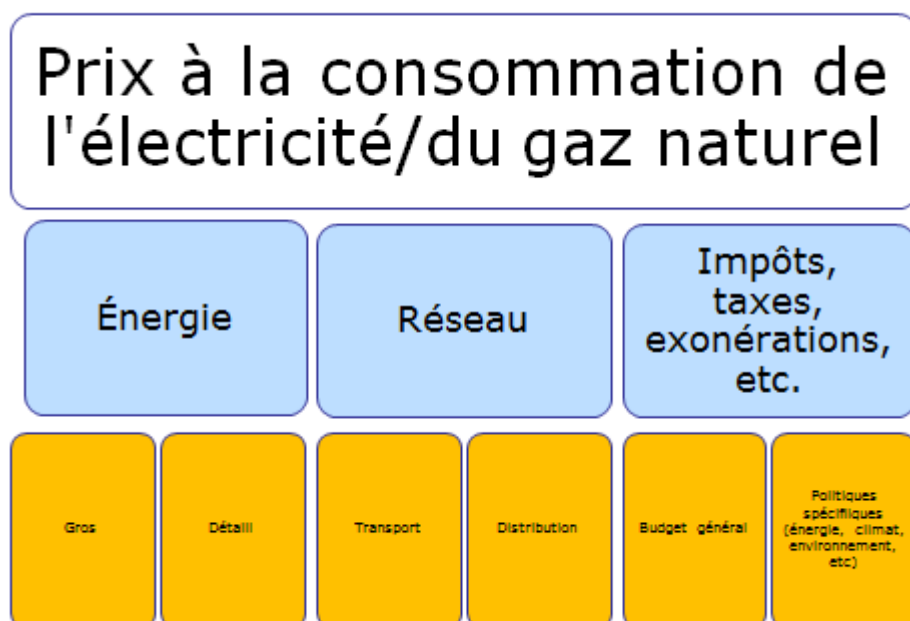 Prix à la consommation de
l'électricité/du gaz naturel
Énergie
Réseau
Impôts,
taxes,
exonérations,
etc.
Gros
Détaill
Transport
Distribution
Budget général
Politiques
spécifiques
(énergie, climat,
environnement,
etc)